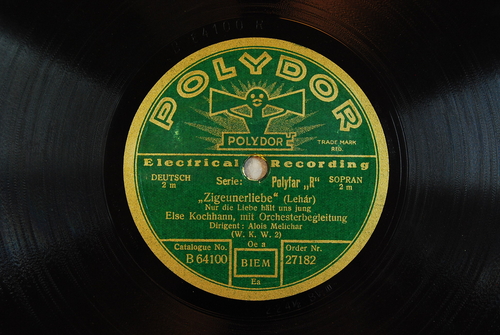 POLYDOR
POLYDOR
TRADE MARK
REG.
Electrical Recording
DEUTSCH
2 m
Serie: Polyfar „R"
SOPRAN
2 m
„Zigeunerliebe" (Lehár)
Nur die Liebe hält uns jung
Else Kochhann, mit Orchesterbegleitung
Dirigent: Alois Melichar
(W. K. W. 2)
Catalogue No.
B 64100
Oe a
BIEM
Ea
Order Nr.
27182